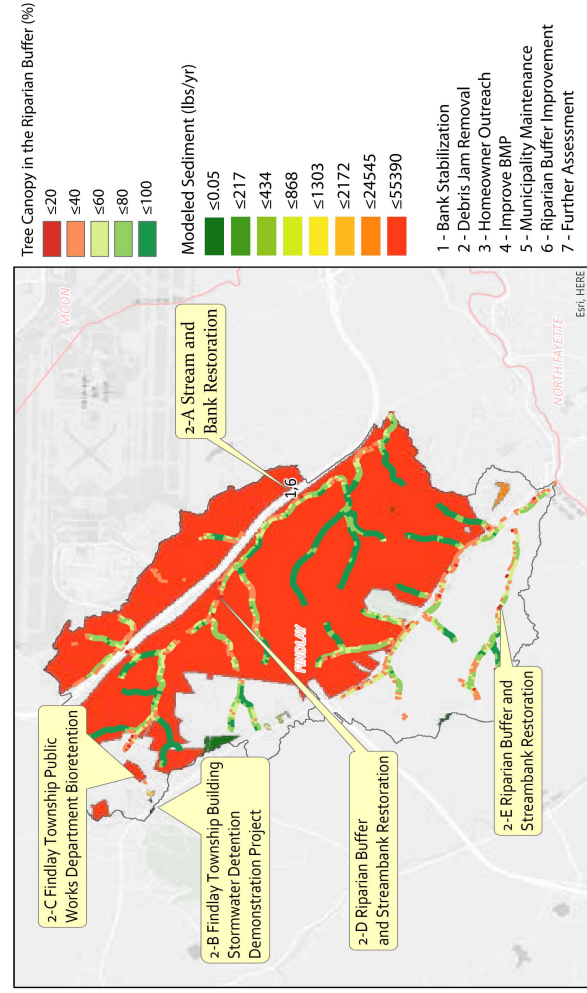 Tree Canopy in the Riparian Buffer (%)
≤20
≤40
≤60
≤80
≤100
Modeled Sediment (lbs/yr)
≤0.05
≤217
≤434
≤868
≤1303
≤2172
≤24545
≤55390
1 - Bank Stabilization
2 - Debris Jam Removal
3 - Homeowner Outreach
4 - Improve BMP
5 - Municipality Maintenance
6 - Riparian Buffer Improvement
7 - Further Assessment
MOON
2-A Stream and
Bank Restoration
1,6
2-C Findlay Township Public
Works Department Bioretention
2-B Findlay Township Building
Stormwater Detention
Demonstration Project
FINDLAY
2-D Riparian Buffer
and Streambank Restoration
2-E Riparian Buffer and
Streambank Restoration
NORTH FAYETTE
Esri, HERE